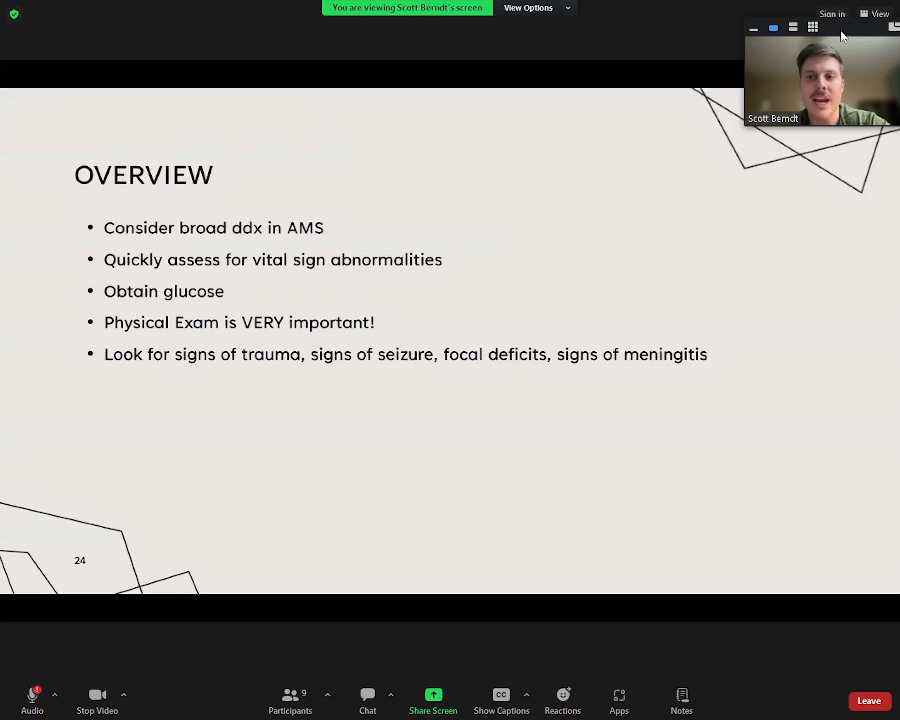 You are viewing Scott Berndt's screen
View Options
Sign in
View
Scott Berndt
OVERVIEW
• Consider broad ddx in AMS
• Quickly assess for vital sign abnormalities
• Obtain glucose
• Physical Exam is VERY important!
• Look for signs of trauma, signs of seizure, focal deficits, signs of meningitis
24
Audio
Stop Video
Participants
9
Chat
Share Screen
CC
Show Captions
Reactions
Apps
Notes
Leave